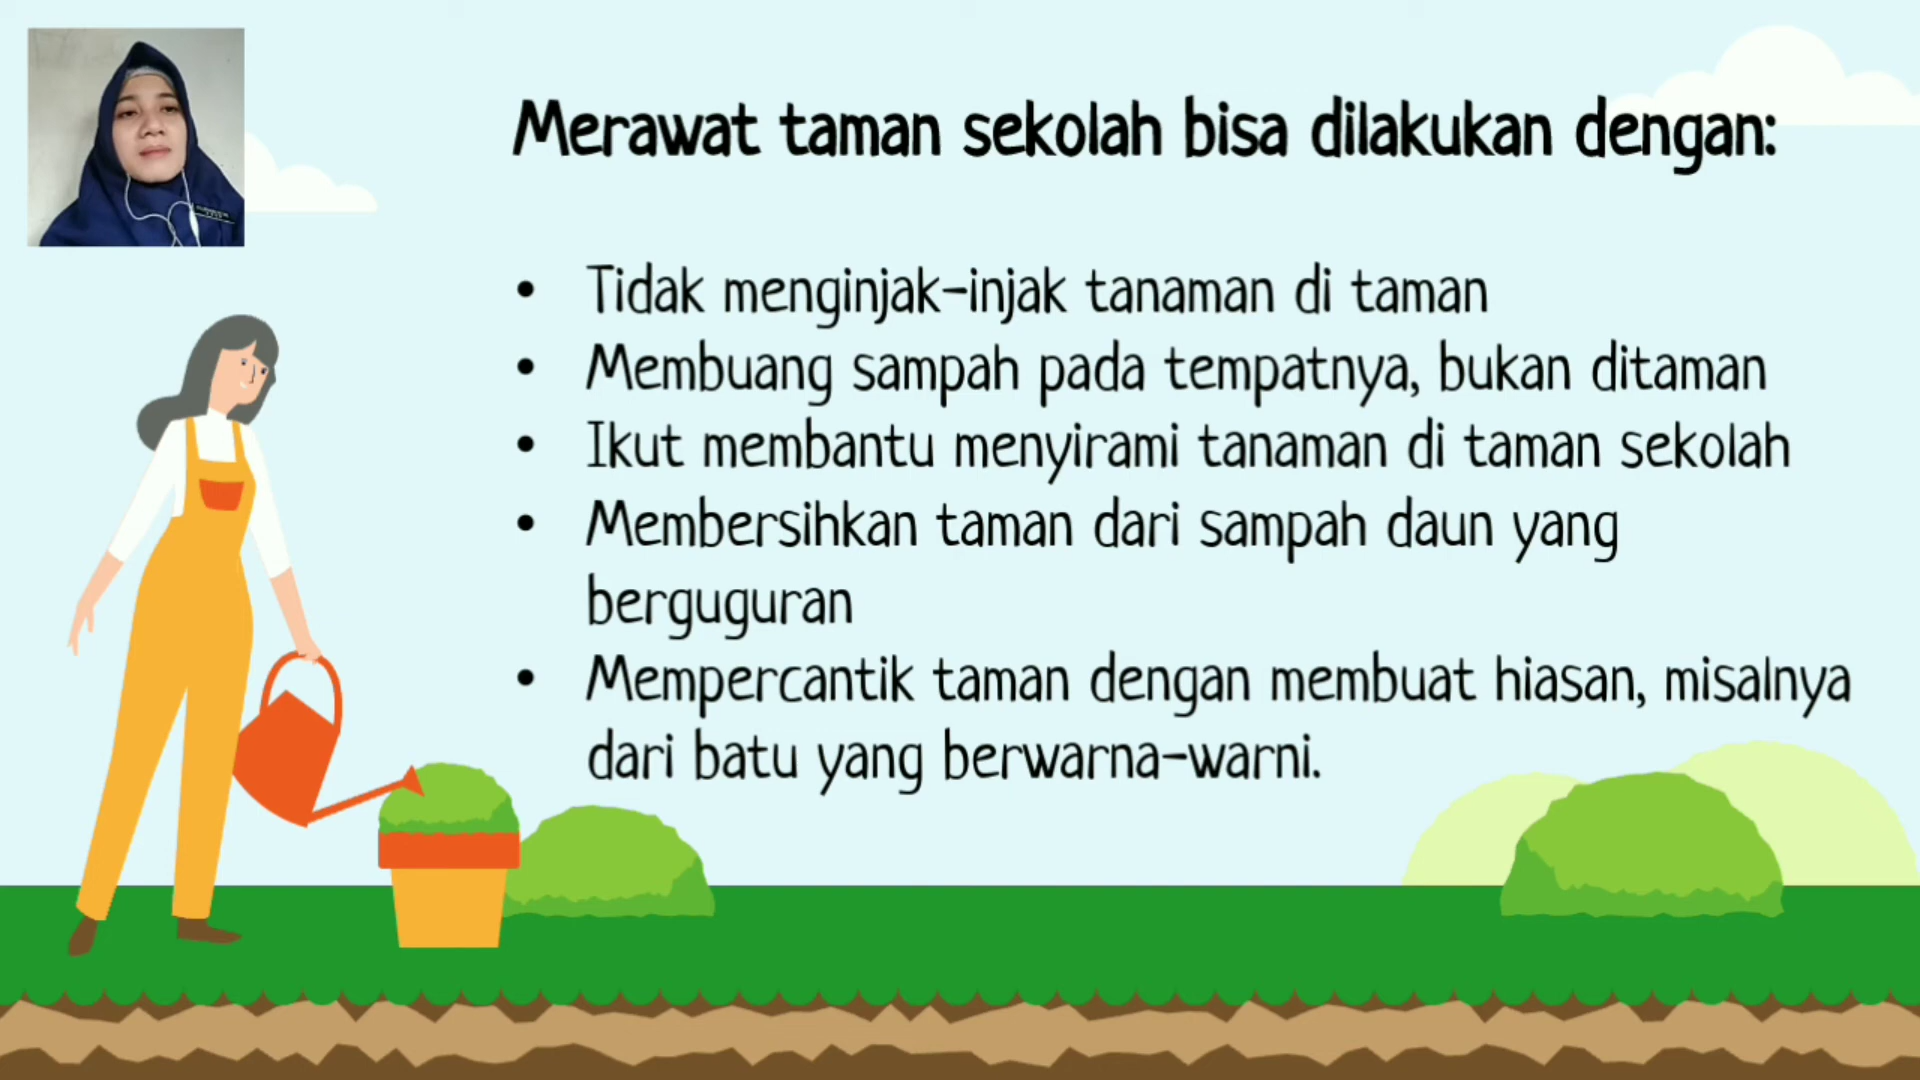 Merawat taman sekolah bisa dilakukan dengan:
• Tidak menginjak-injak tanaman di taman
• Membuang sampah pada tempatnya, bukan ditaman
• Ikut membantu menyirami tanaman di taman sekolah
• Membersihkan taman dari sampah daun yang
berguguran
• Mempercantik taman dengan membuat hiasan, misalnya
dari batu yang berwarna-warni.